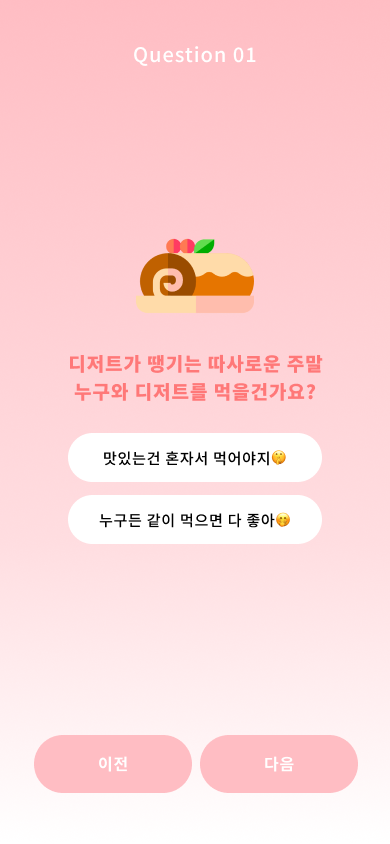 Question 01
디저트가 땡기는 따사로운 주말
누구와 디저트를 먹을건가요?
맛있는건 혼자서 먹어야지🤫
누구든 같이 먹으면 다 좋아🤭
이전
다음